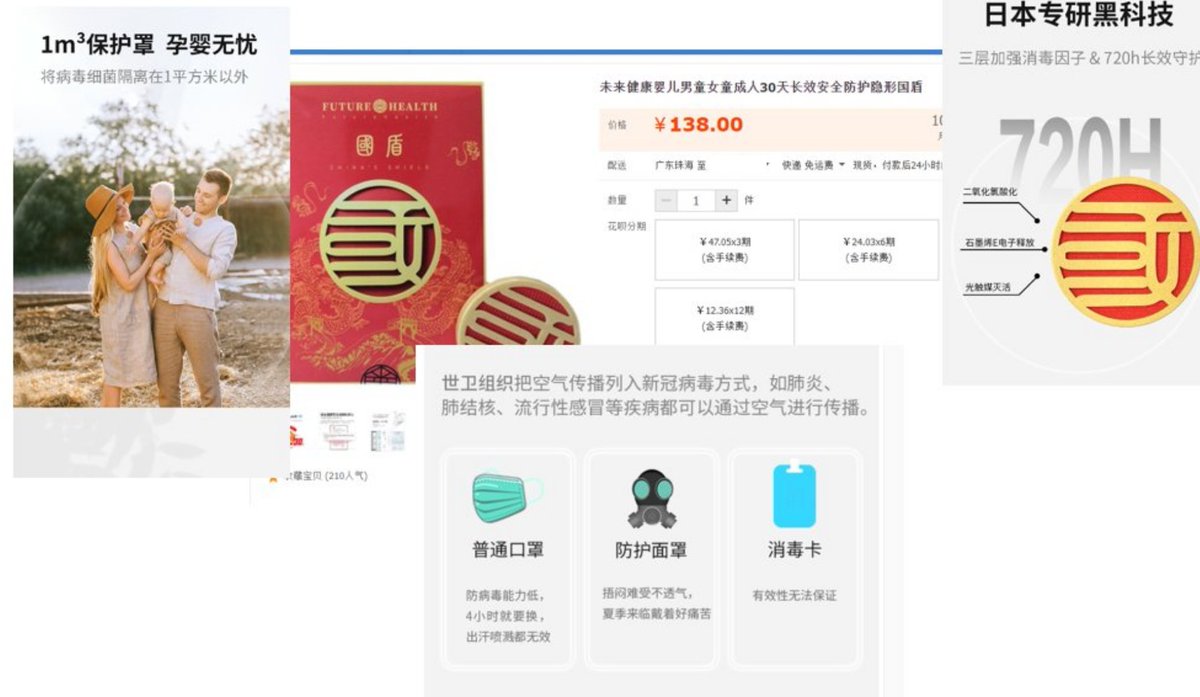 1m³保护罩 孕婴无忧
将病毒细菌隔离在1平方米以外
FUTURE HEALTH
國盾
CHINA'S SHIELD
未来健康婴儿男童女童成人30天长效安全防护隐形国盾
价格
¥138.00
10
配送
广东珠海 至
快递 免运费
现货，付款后24小时
数量
1
件
花呗分期
¥47.05x3期
(含手续费)
¥24.03x6期
(含手续费)
¥12.36x12期
(含手续费)
藏宝贝 (210人气)
日本专研黑科技
三层加强消毒因子 & 720h长效守护
720H
二氧化氯酸化
石墨烯E电子释放
光触媒灭活
世卫组织把空气传播列入新冠病毒方式，如肺炎、
肺结核、流行性感冒等疾病都可以通过空气进行传播。
普通口罩
防病毒能力低，
4小时就要换，
出汗喷溅都无效
防护面罩
捂闷难受不透气，
夏季来临戴着好痛苦
消毒卡
有效性无法保证